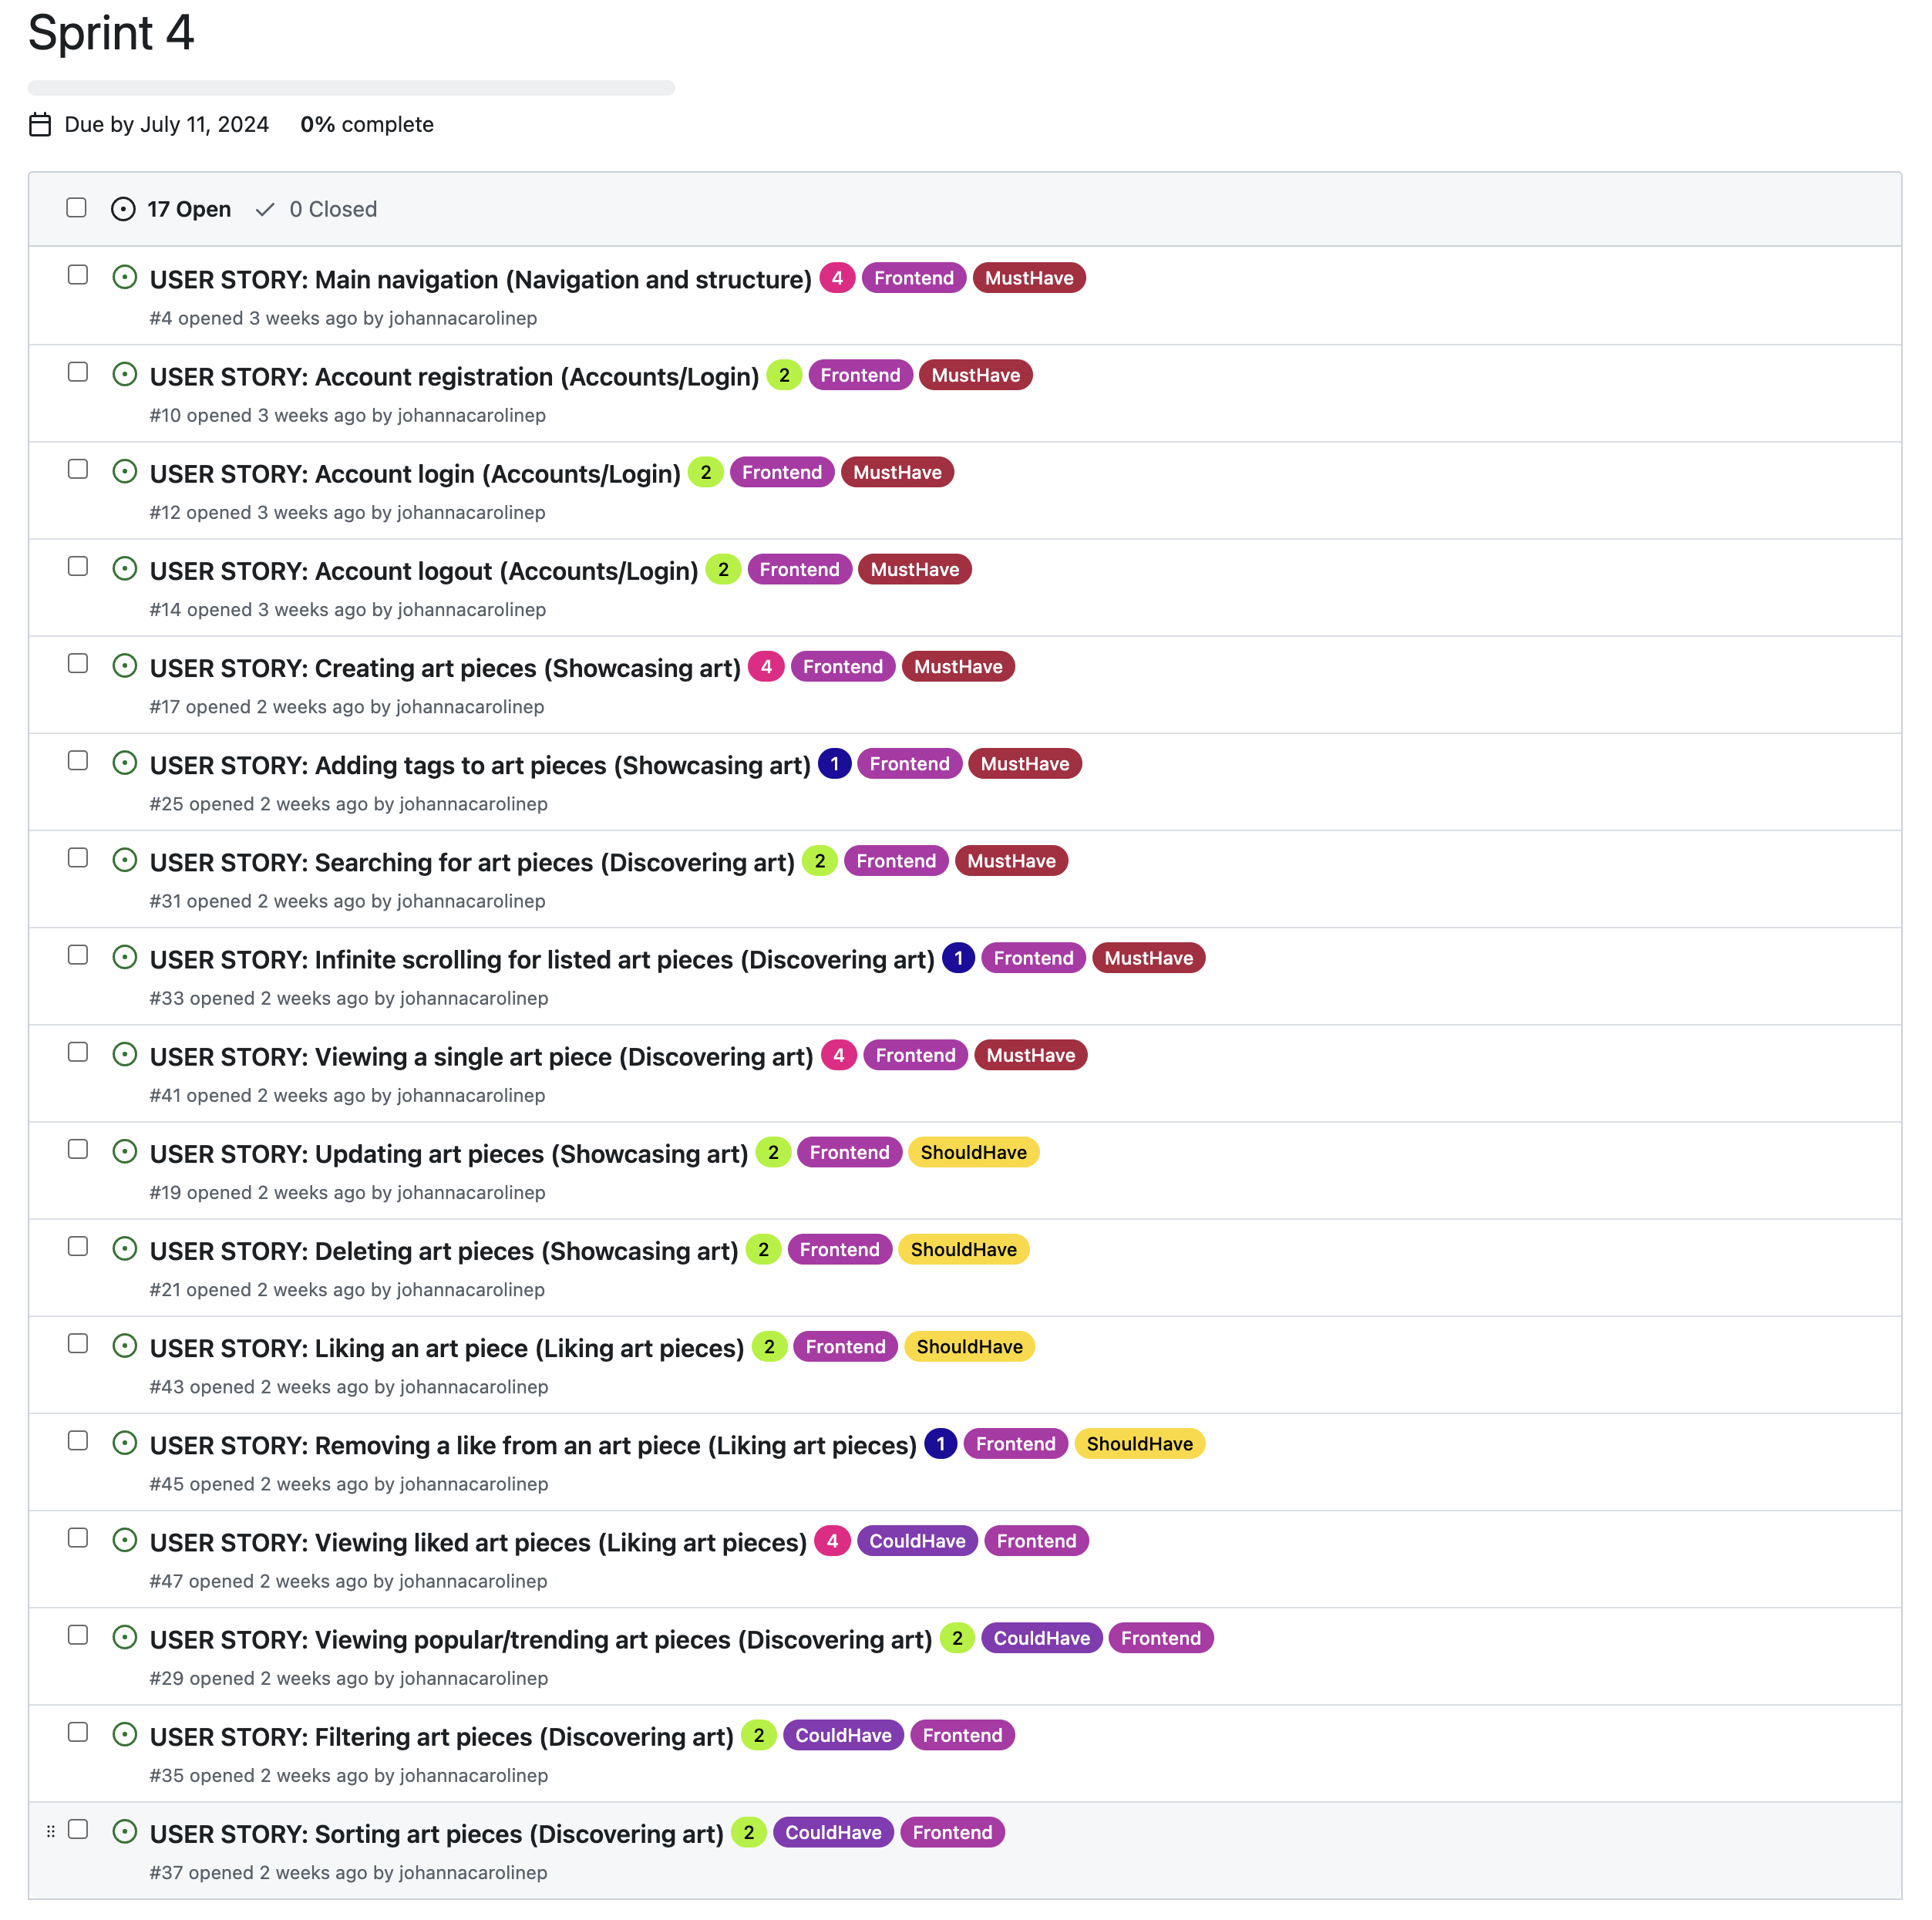 Sprint 4
Due by July 11, 2024 0% complete
17 Open 0 Closed
USER STORY: Main navigation (Navigation and structure) 4 Frontend MustHave
#4 opened 3 weeks ago by johannacarolinep
USER STORY: Account registration (Accounts/Login) 2 Frontend MustHave
#10 opened 3 weeks ago by johannacarolinep
USER STORY: Account login (Accounts/Login) 2 Frontend MustHave
#12 opened 3 weeks ago by johannacarolinep
USER STORY: Account logout (Accounts/Login) 2 Frontend MustHave
#14 opened 3 weeks ago by johannacarolinep
USER STORY: Creating art pieces (Showcasing art) 4 Frontend MustHave
#17 opened 2 weeks ago by johannacarolinep
USER STORY: Adding tags to art pieces (Showcasing art) 1 Frontend MustHave
#25 opened 2 weeks ago by johannacarolinep
USER STORY: Searching for art pieces (Discovering art) 2 Frontend MustHave
#31 opened 2 weeks ago by johannacarolinep
USER STORY: Infinite scrolling for listed art pieces (Discovering art) 1 Frontend MustHave
#33 opened 2 weeks ago by johannacarolinep
USER STORY: Viewing a single art piece (Discovering art) 4 Frontend MustHave
#41 opened 2 weeks ago by johannacarolinep
USER STORY: Updating art pieces (Showcasing art) 2 Frontend ShouldHave
#19 opened 2 weeks ago by johannacarolinep
USER STORY: Deleting art pieces (Showcasing art) 2 Frontend ShouldHave
#21 opened 2 weeks ago by johannacarolinep
USER STORY: Liking an art piece (Liking art pieces) 2 Frontend ShouldHave
#43 opened 2 weeks ago by johannacarolinep
USER STORY: Removing a like from an art piece (Liking art pieces) 1 Frontend ShouldHave
#45 opened 2 weeks ago by johannacarolinep
USER STORY: Viewing liked art pieces (Liking art pieces) 4 CouldHave Frontend
#47 opened 2 weeks ago by johannacarolinep
USER STORY: Viewing popular/trending art pieces (Discovering art) 2 CouldHave Frontend
#29 opened 2 weeks ago by johannacarolinep
USER STORY: Filtering art pieces (Discovering art) 2 CouldHave Frontend
#35 opened 2 weeks ago by johannacarolinep
USER STORY: Sorting art pieces (Discovering art) 2 CouldHave Frontend
#37 opened 2 weeks ago by johannacarolinep